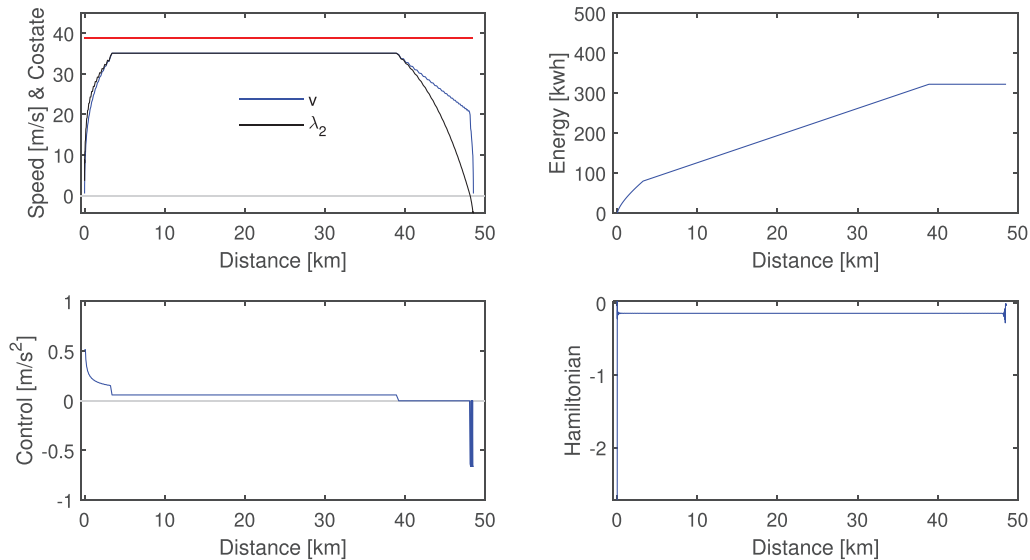 Speed [m/s] & Costate
40
30
20
10
0
v
λ2
0 10 20 30 40 50
Distance [km]
Energy [kwh]
500
400
300
200
100
0
0 10 20 30 40 50
Distance [km]
Control [m/s2]
1
0.5
0
-0.5
-1
0 10 20 30 40 50
Distance [km]
Hamiltonian
0
-1
-2
0 10 20 30 40 50
Distance [km]